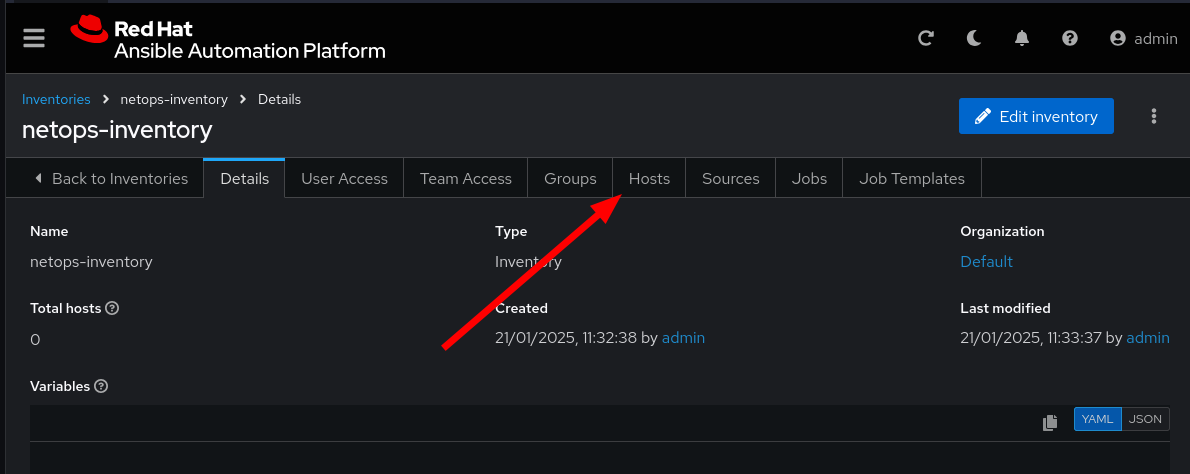 Red Hat
Ansible Automation Platform
admin
Inventories > netops-inventory > Details
netops-inventory
Edit inventory
Back to Inventories Details User Access Team Access Groups Hosts Sources Jobs Job Templates
Name Type Organization
netops-inventory Inventory Default
Total hosts Created Last modified
0 21/01/2025, 11:32:38 by admin 21/01/2025, 11:33:37 by admin
Variables
YAML JSON